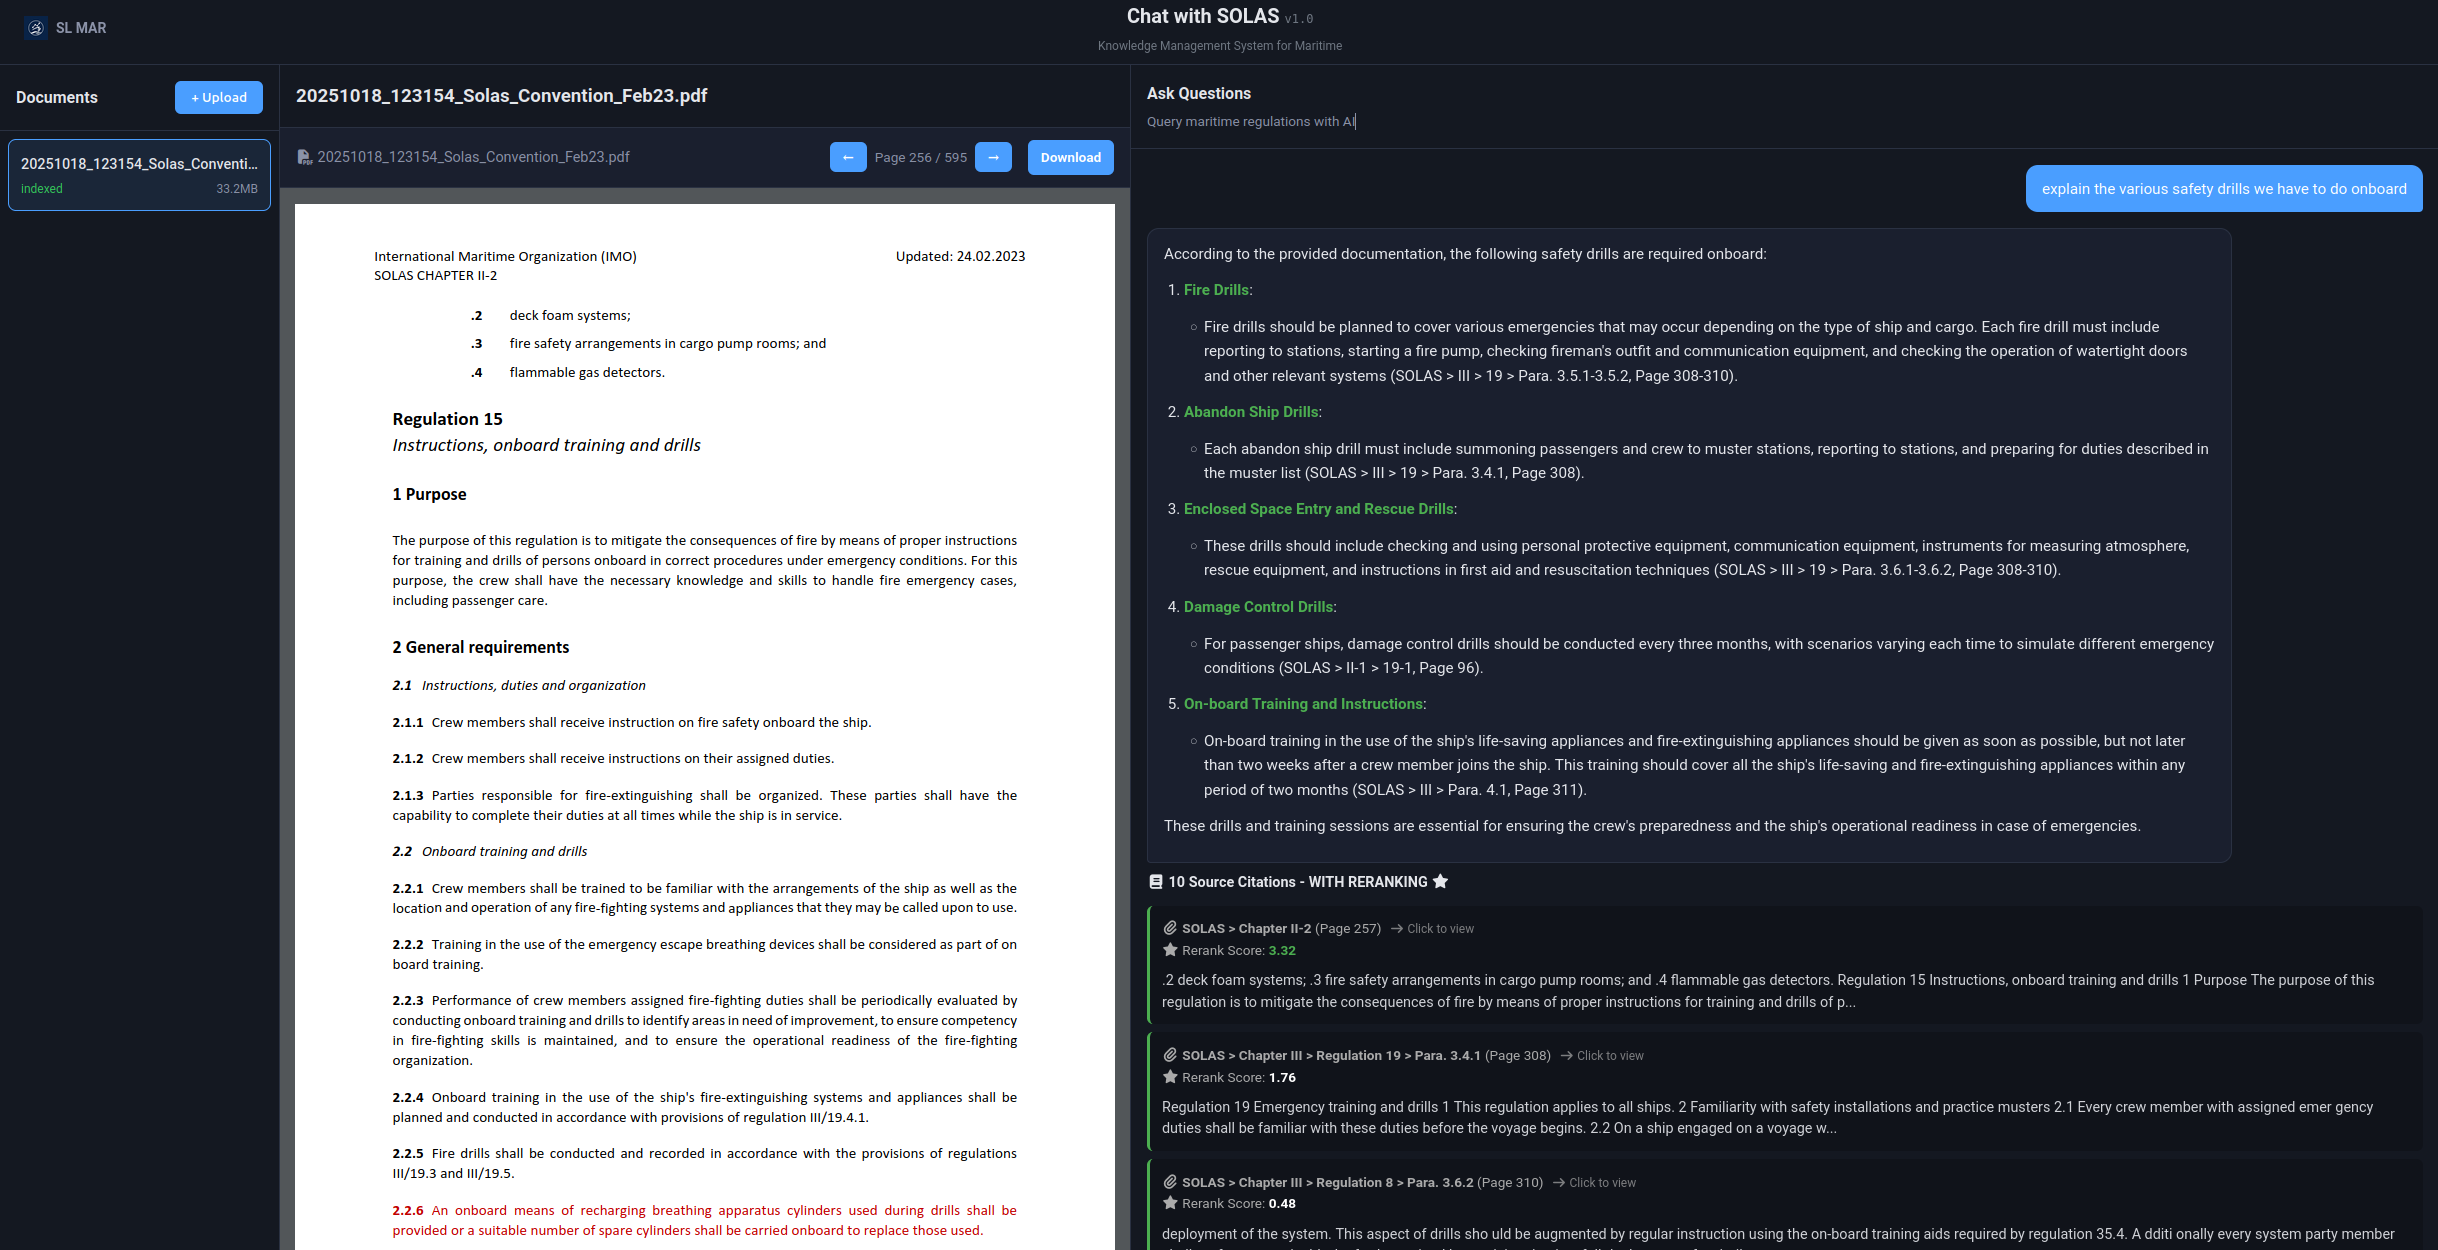 SL MAR
Chat with SOLAS v1.0
Knowledge Management System for Maritime
Documents
+ Upload
20251018_123154_Solas_Conventi...
indexed
33.2MB
20251018_123154_Solas_Convention_Feb23.pdf
20251018_123154_Solas_Convention_Feb23.pdf
←
Page 256 / 595
→
Download
International Maritime Organization (IMO)
Updated: 24.02.2023
SOLAS CHAPTER II-2
.2 deck foam systems;
.3 fire safety arrangements in cargo pump rooms; and
.4 flammable gas detectors.
Regulation 15
Instructions, onboard training and drills
1 Purpose
The purpose of this regulation is to mitigate the consequences of fire by means of proper instructions
for training and drills of persons onboard in correct procedures under emergency conditions. For this
purpose, the crew shall have the necessary knowledge and skills to handle fire emergency cases,
including passenger care.
2 General requirements
2.1 Instructions, duties and organization
2.1.1 Crew members shall receive instruction on fire safety onboard the ship.
2.1.2 Crew members shall receive instructions on their assigned duties.
2.1.3 Parties responsible for fire-extinguishing shall be organized. These parties shall have the
capability to complete their duties at all times while the ship is in service.
2.2 Onboard training and drills
2.2.1 Crew members shall be trained to be familiar with the arrangements of the ship as well as the
location and operation of any fire-fighting systems and appliances that they may be called upon to use.
2.2.2 Training in the use of the emergency escape breathing devices shall be considered as part of on
board training.
2.2.3 Performance of crew members assigned fire-fighting duties shall be periodically evaluated by
conducting onboard training and drills to identify areas in need of improvement, to ensure competency
in fire-fighting skills is maintained, and to ensure the operational readiness of the fire-fighting
organization.
2.2.4 Onboard training in the use of the ship's fire-extinguishing systems and appliances shall be
planned and conducted in accordance with provisions of regulation III/19.4.1.
2.2.5 Fire drills shall be conducted and recorded in accordance with the provisions of regulations
III/19.3 and III/19.5.
2.2.6 An onboard means of recharging breathing apparatus cylinders used during drills shall be
provided or a suitable number of spare cylinders shall be carried onboard to replace those used.
Ask Questions
Query maritime regulations with AI
explain the various safety drills we have to do onboard
According to the provided documentation, the following safety drills are required onboard:
1. Fire Drills:
Fire drills should be planned to cover various emergencies that may occur depending on the type of ship and cargo. Each fire drill must include
reporting to stations, starting a fire pump, checking fireman's outfit and communication equipment, and checking the operation of watertight doors
and other relevant systems (SOLAS > III > 19 > Para. 3.5.1-3.5.2, Page 308-310).
2. Abandon Ship Drills:
Each abandon ship drill must include summoning passengers and crew to muster stations, reporting to stations, and preparing for duties described in
the muster list (SOLAS > III > 19 > Para. 3.4.1, Page 308).
3. Enclosed Space Entry and Rescue Drills:
These drills should include checking and using personal protective equipment, communication equipment, instruments for measuring atmosphere,
rescue equipment, and instructions in first aid and resuscitation techniques (SOLAS > III > 19 > Para. 3.6.1-3.6.2, Page 308-310).
4. Damage Control Drills:
For passenger ships, damage control drills should be conducted every three months, with scenarios varying each time to simulate different emergency
conditions (SOLAS > II-1 > 19-1, Page 96).
5. On-board Training and Instructions:
On-board training in the use of the ship's life-saving appliances and fire-extinguishing appliances should be given as soon as possible, but not later
than two weeks after a crew member joins the ship. This training should cover all the ship's life-saving and fire-extinguishing appliances within any
period of two months (SOLAS > III > Para. 4.1, Page 311).
These drills and training sessions are essential for ensuring the crew's preparedness and the ship's operational readiness in case of emergencies.
10 Source Citations - WITH RERANKING
SOLAS > Chapter II-2 (Page 257) → Click to view
Rerank Score: 3.32
.2 deck foam systems; .3 fire safety arrangements in cargo pump rooms; and .4 flammable gas detectors. Regulation 15 Instructions, onboard training and drills 1 Purpose The purpose of this
regulation is to mitigate the consequences of fire by means of proper instructions for training and drills of p...
SOLAS > Chapter III > Regulation 19 > Para. 3.4.1 (Page 308) → Click to view
Rerank Score: 1.76
Regulation 19 Emergency training and drills 1 This regulation applies to all ships. 2 Familiarity with safety installations and practice musters 2.1 Every crew member with assigned emer gency
duties shall be familiar with these duties before the voyage begins. 2.2 On a ship engaged on a voyage w...
SOLAS > Chapter III > Regulation 8 > Para. 3.6.2 (Page 310) → Click to view
Rerank Score: 0.48
deployment of the system. This aspect of drills sho uld be augmented by regular instruction using the on-board training aids required by regulation 35.4. A dditi onally every system party member